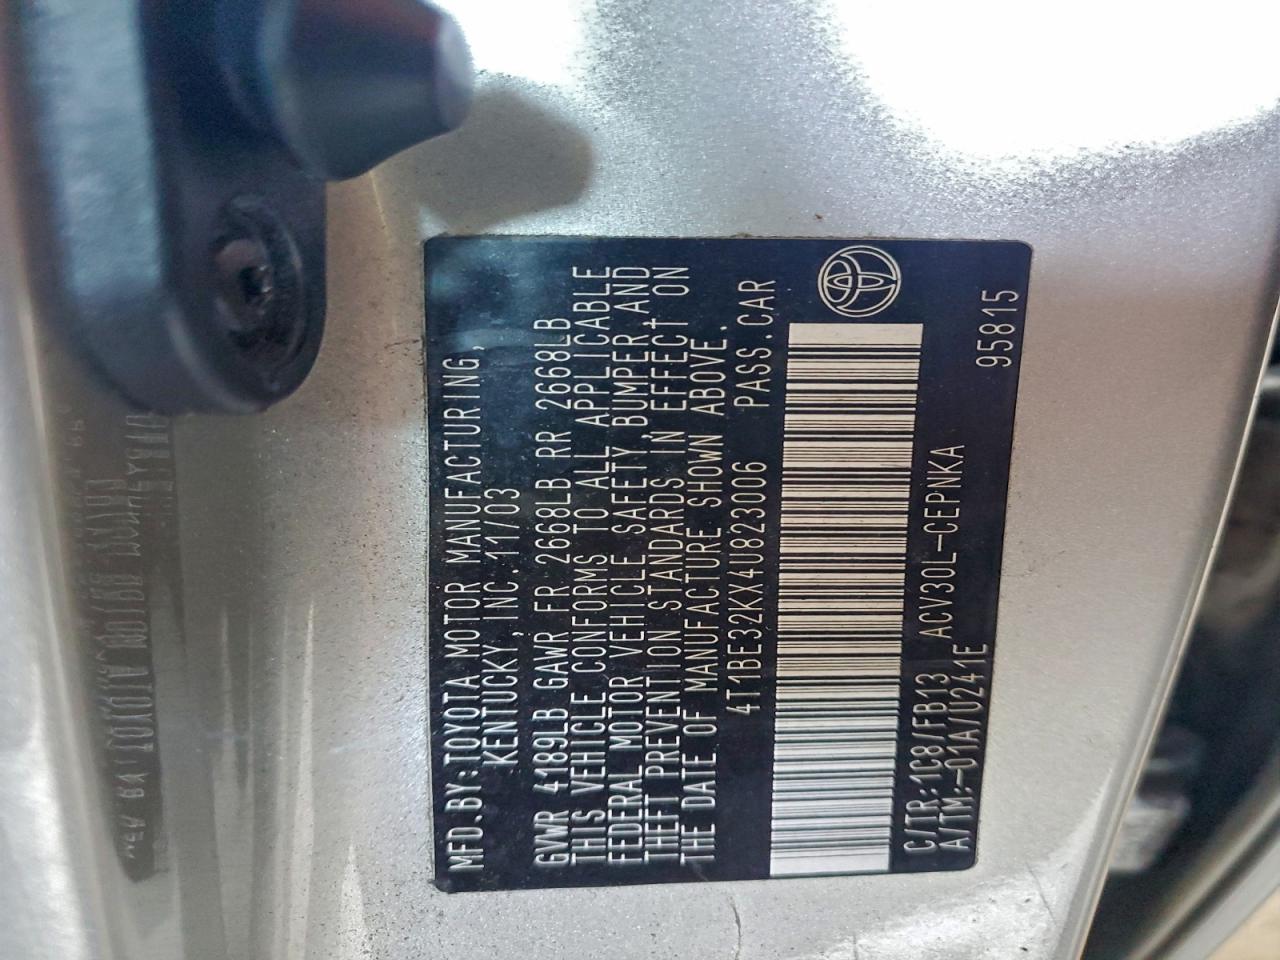 MFD.BY:TOYOTA MOTOR MANUFACTURING,
KENTUCKY,INC.11/03
GVWR 4189LB GAWR FR 2668LB RR 2668LB
THIS VEHICLE CONFORMS TO ALL APPLICABLE
FEDERAL MOTOR VEHICLE SAFETY,BUMPER,AND
THEFT PREVENTION STANDARDS IN EFFECT ON
THE DATE OF MANUFACTURE SHOWN ABOVE.
4T1BE32KX4U823006 PASS.CAR
C/TR:1C8/FB13 ACV30L-CEPNKA
A/TM:-01A/U241E
95815